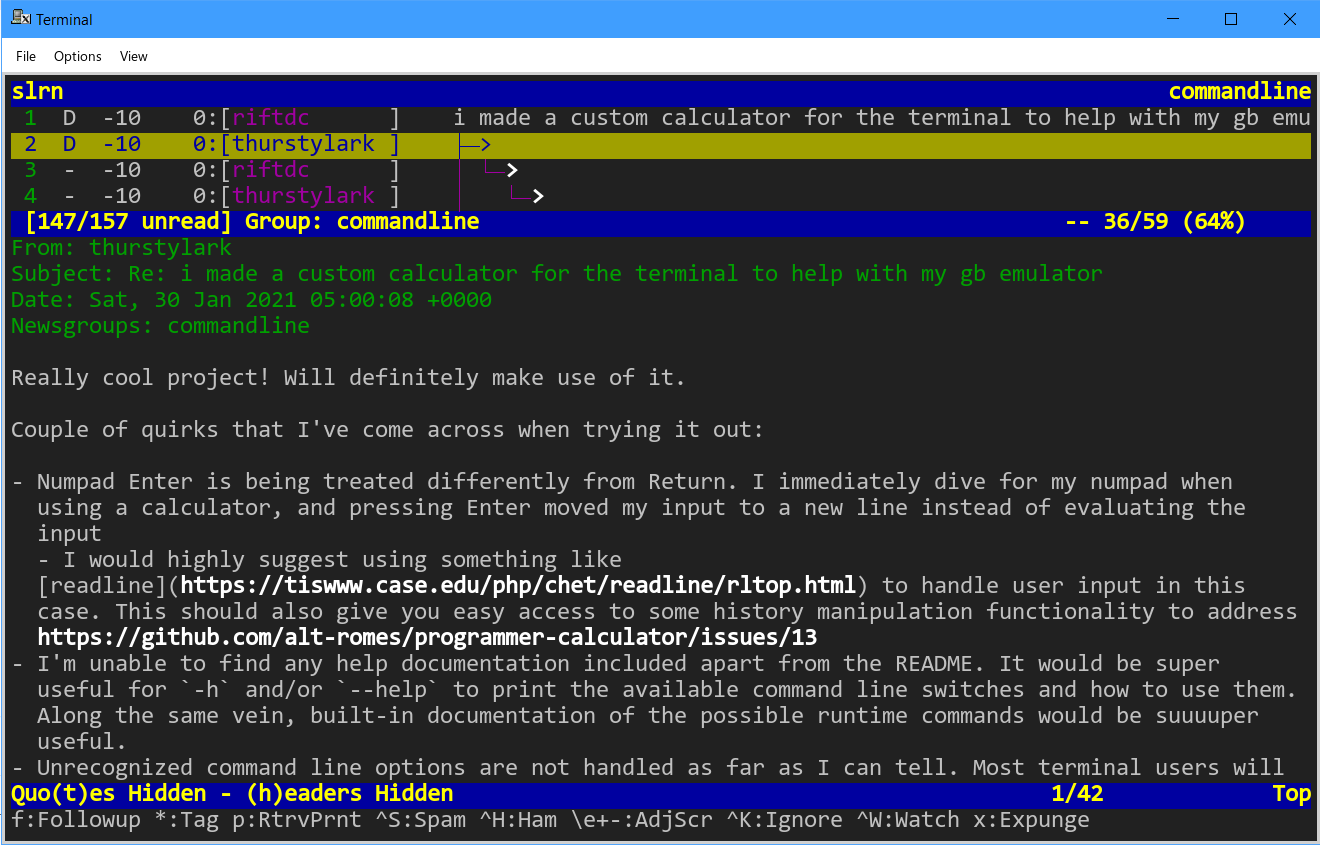 Terminal
File Options View
slrn commandline
1 D -10 0:[riftdc ] i made a custom calculator for the terminal to help with my gb emu
2 D -10 0:[thurstylark ] -->
3 - -10 0:[riftdc ] ->
4 - -10 0:[thurstylark ] ->
[147/157 unread] Group: commandline -- 36/59 (64%)
From: thurstylark
Subject: Re: i made a custom calculator for the terminal to help with my gb emulator
Date: Sat, 30 Jan 2021 05:00:08 +0000
Newsgroups: commandline
Really cool project! Will definitely make use of it.
Couple of quirks that I've come across when trying it out:
- Numpad Enter is being treated differently from Return. I immediately dive for my numpad when
using a calculator, and pressing Enter moved my input to a new line instead of evaluating the
input
- I would highly suggest using something like
[readline](https://tiswww.case.edu/php/chet/readline/rltop.html) to handle user input in this
case. This should also give you easy access to some history manipulation functionality to address
https://github.com/alt-romes/programmer-calculator/issues/13
- I'm unable to find any help documentation included apart from the README. It would be super
useful for `-h` and/or `--help` to print the available command line switches and how to use them.
Along the same vein, built-in documentation of the possible runtime commands would be suuuuper
useful.
- Unrecognized command line options are not handled as far as I can tell. Most terminal users will
Quo(t)es Hidden - (h)eaders Hidden 1/42 Top
f:Followup *:Tag p:RtrvPrnt ^S:Spam ^H:Ham \e+-:AdjScr ^K:Ignore ^W:Watch x:Expunge